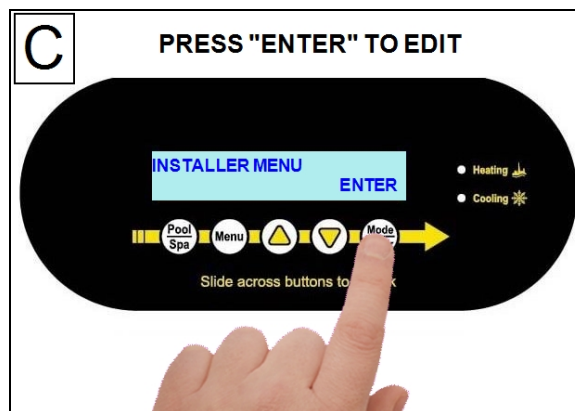 C
PRESS "ENTER" TO EDIT
INSTALLER MENU
ENTER
Heating
Cooling
Pool
Spa
Menu
Mode
Slide across buttons to